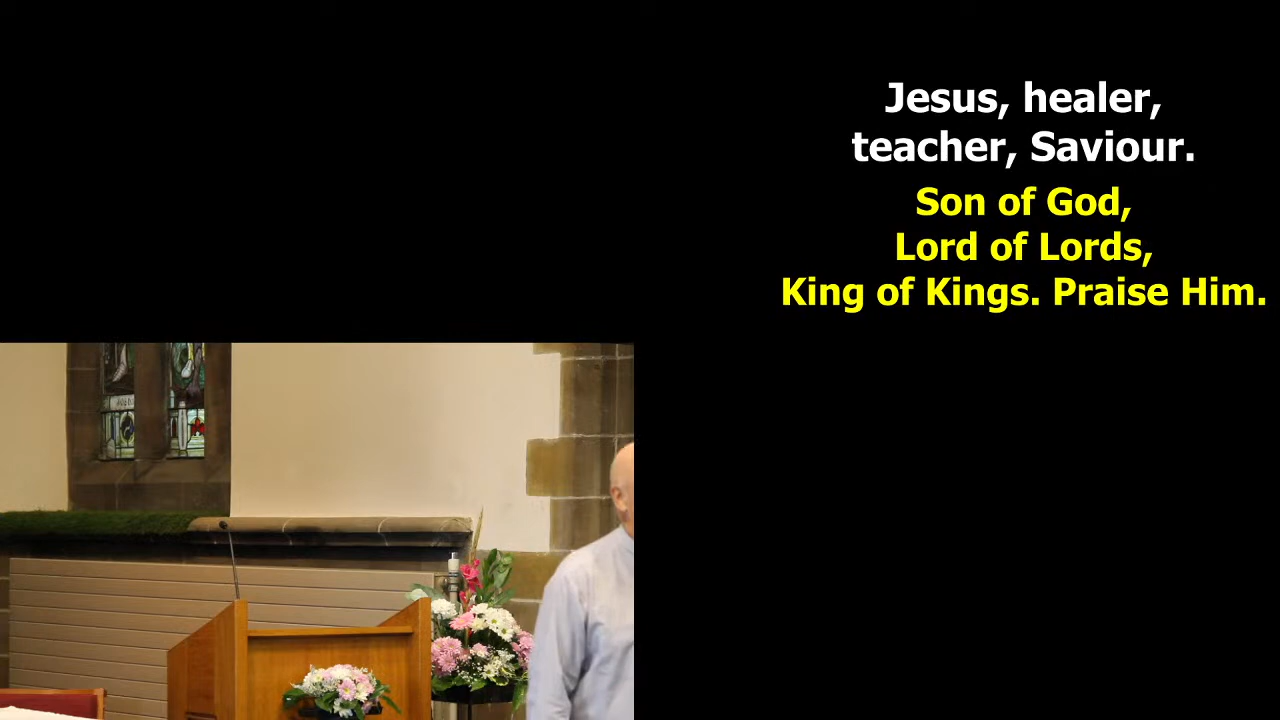 Jesus, healer,
teacher, Saviour.
Son of God,
Lord of Lords,
King of Kings. Praise Him.